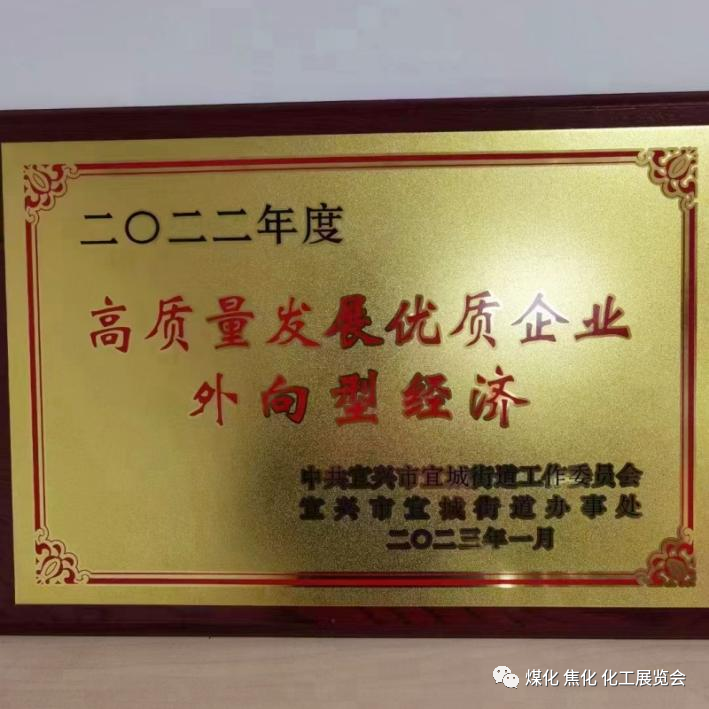 二〇二二年度
高质量发展优质企业
外向型经济
中共宜兴市宜城街道工作委员会
宜兴市宜城街道办事处
二〇二三年一月
煤化 焦化 化工展览会